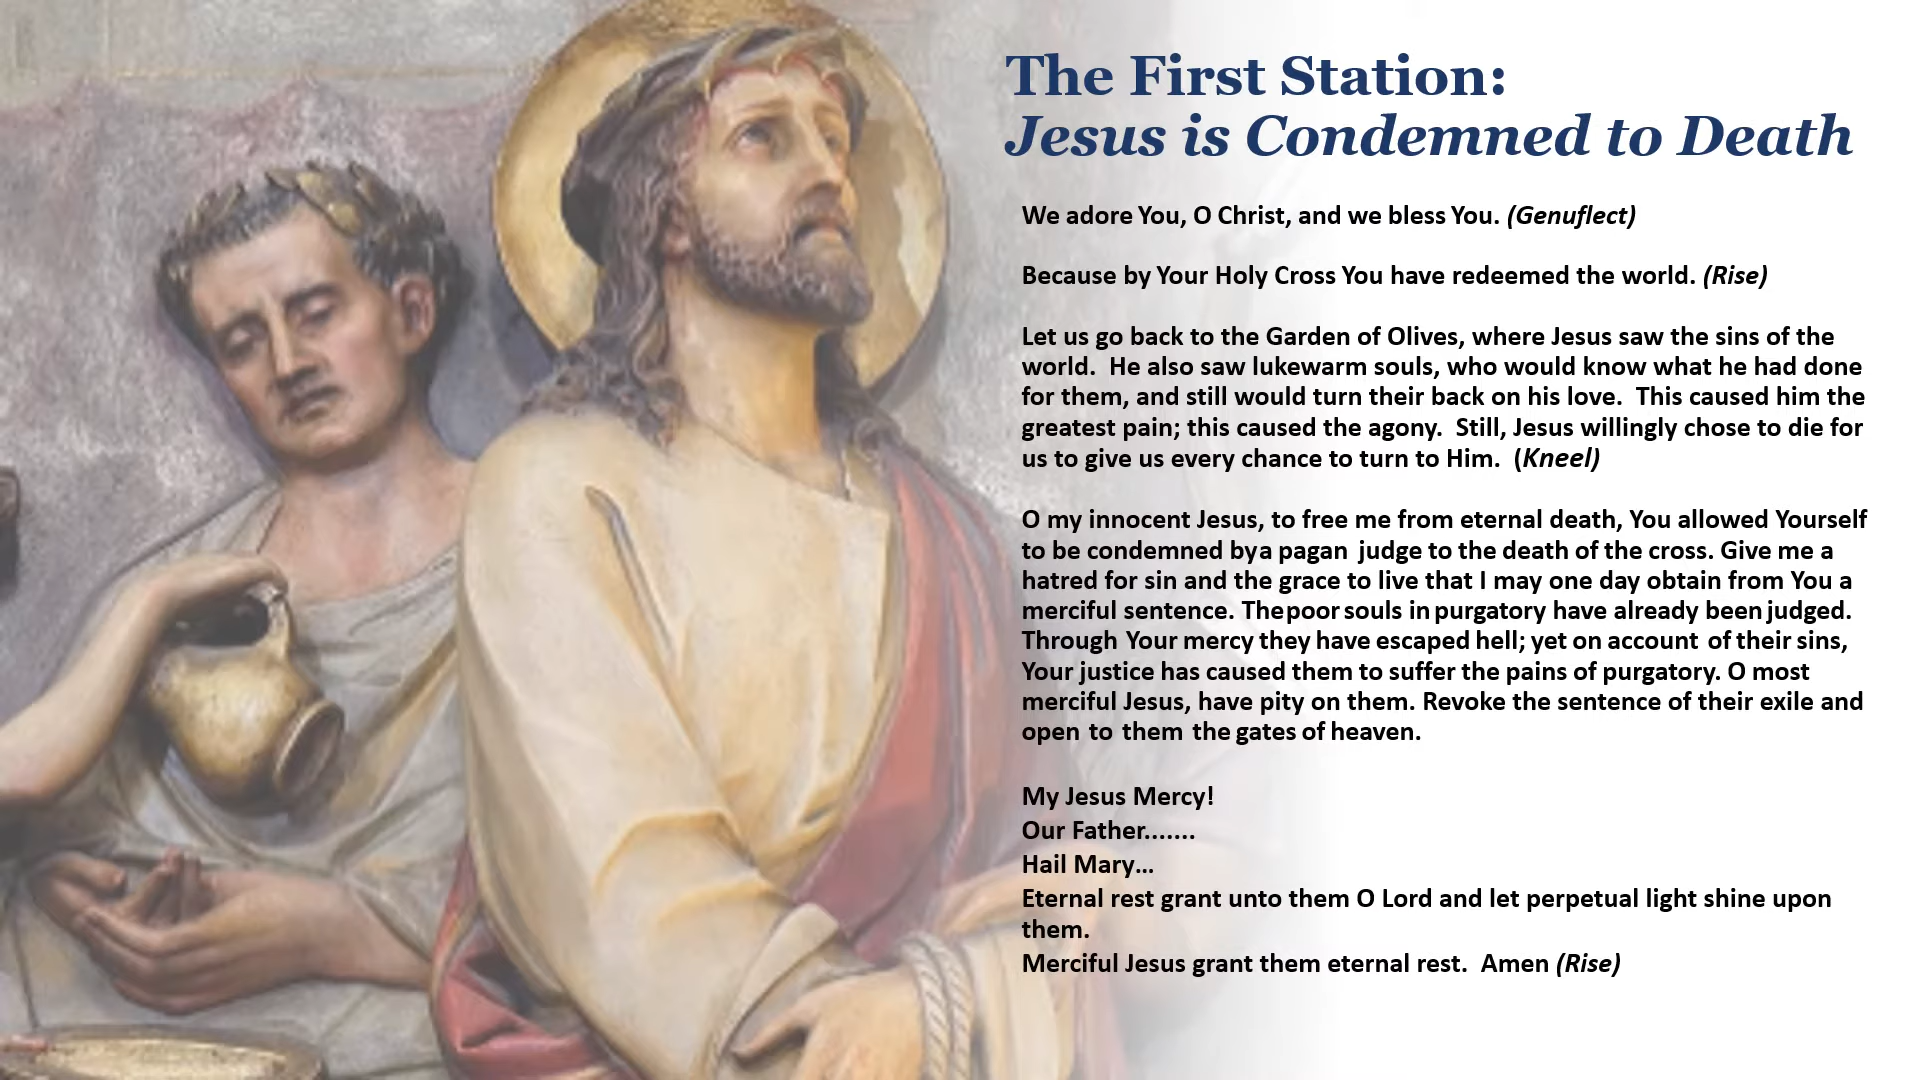 The First Station:
Jesus is Condemned to Death
We adore You, O Christ, and we bless You. (Genuflect)
Because by Your Holy Cross You have redeemed the world. (Rise)
Let us go back to the Garden of Olives, where Jesus saw the sins of the
world.  He also saw lukewarm souls, who would know what he had done
for them, and still would turn their back on his love.  This caused him the
greatest pain; this caused the agony.  Still, Jesus willingly chose to die for
us to give us every chance to turn to Him.  (Kneel)
O my innocent Jesus, to free me from eternal death, You allowed Yourself
to be condemned by a pagan judge to the death of the cross. Give me a
hatred for sin and the grace to live that I may one day obtain from You a
merciful sentence. The poor souls in purgatory have already been judged.
Through Your mercy they have escaped hell; yet on account of their sins,
Your justice has caused them to suffer the pains of purgatory. O most
merciful Jesus, have pity on them. Revoke the sentence of their exile and
open to them the gates of heaven.
My Jesus Mercy!
Our Father.......
Hail Mary...
Eternal rest grant unto them O Lord and let perpetual light shine upon
them.
Merciful Jesus grant them eternal rest.  Amen (Rise)